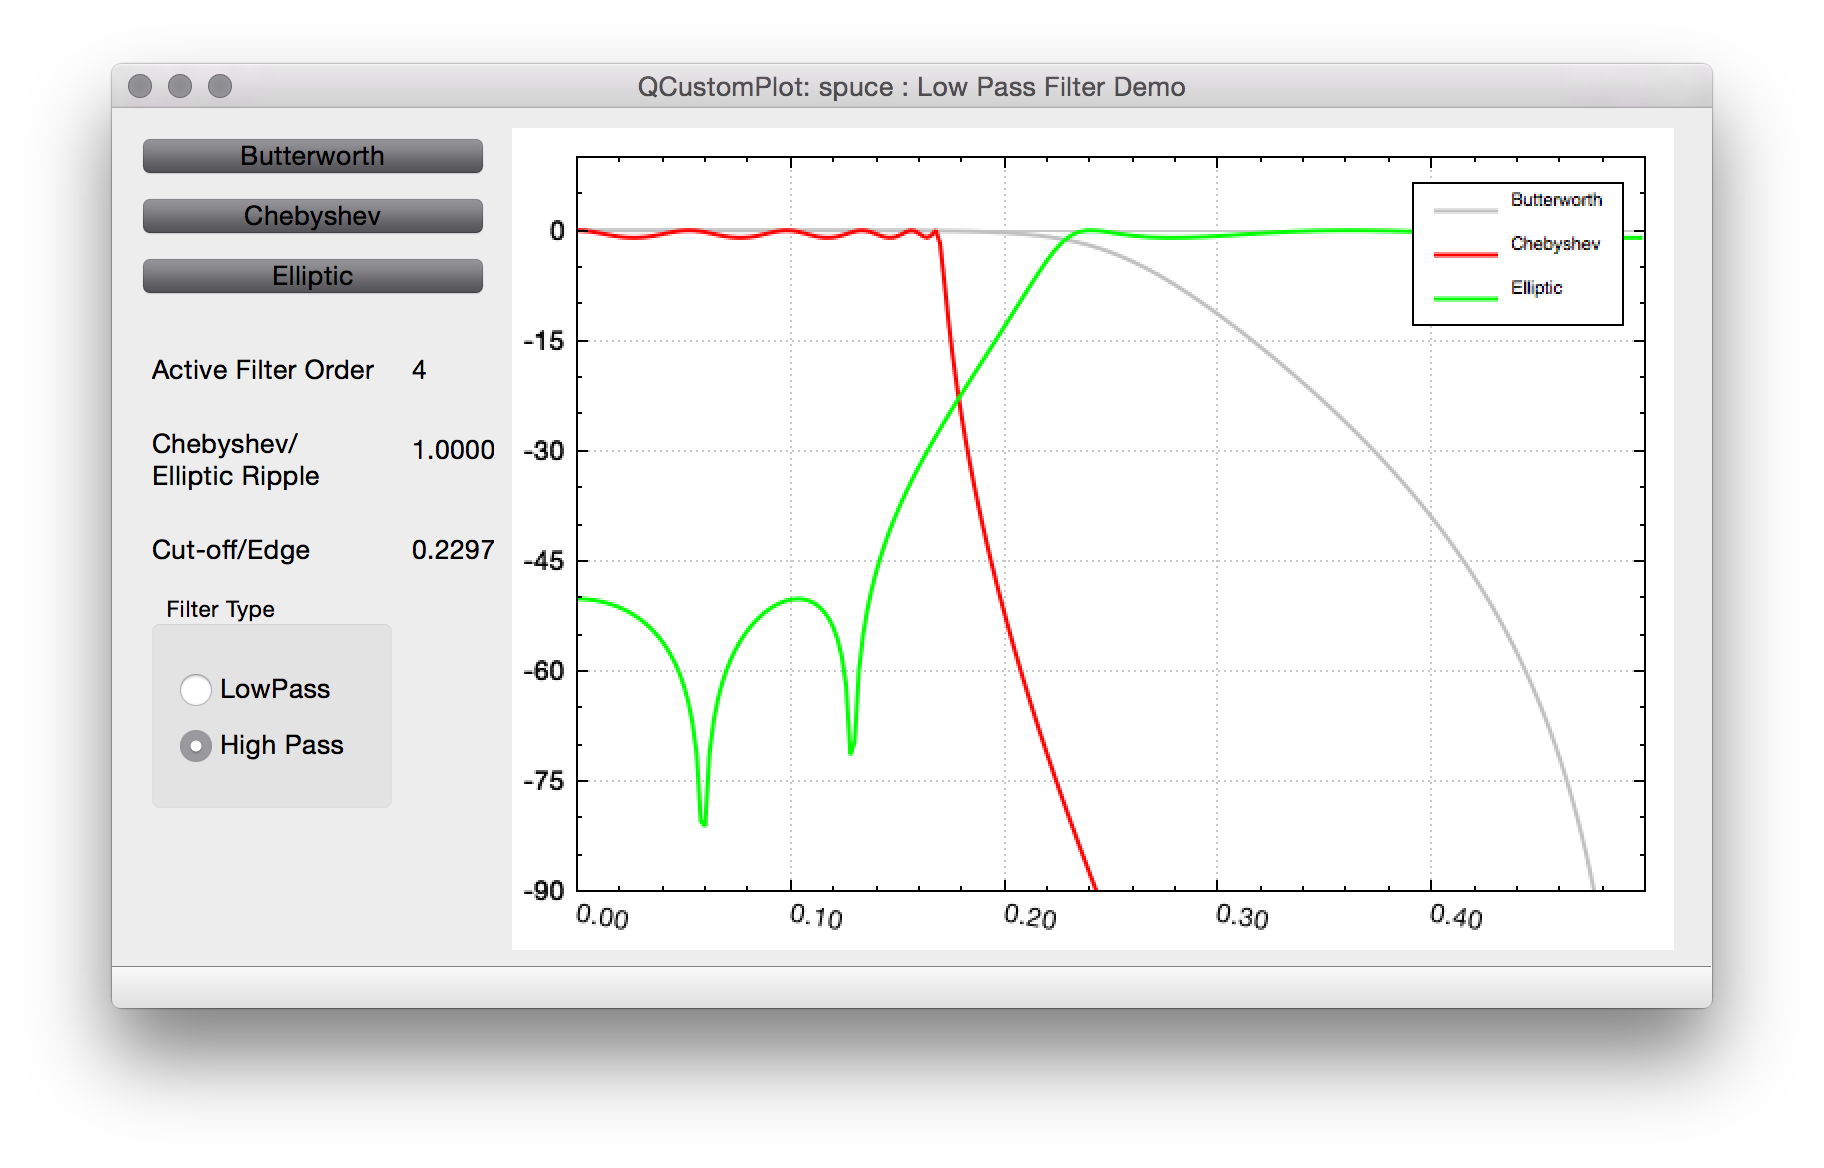 QCustomPlot: spuce : Low Pass Filter Demo
Butterworth
Chebyshev
Elliptic
Active Filter Order 4
Chebyshev/
Elliptic Ripple 1.0000
Cut-off/Edge 0.2297
Filter Type
LowPass
High Pass
0
-15
-30
-45
-60
-75
-90
0.00 0.10 0.20 0.30 0.40
Butterworth
Chebyshev
Elliptic